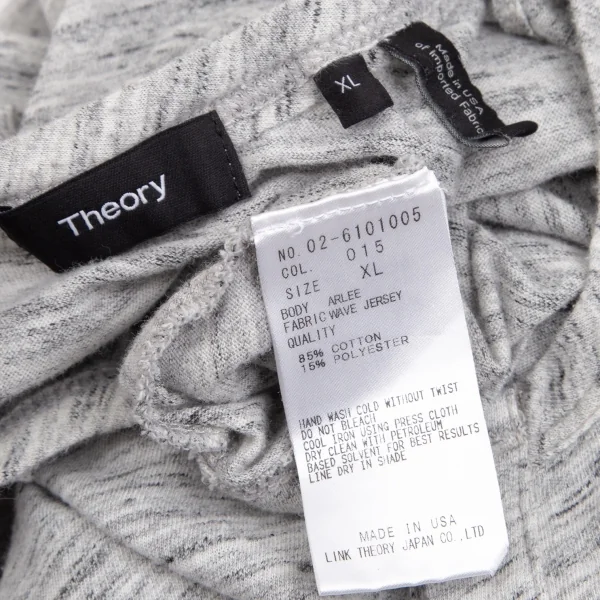 Theory
XL
Made in USA
of Imported Fabric
NO. 02-6101005
COL. 015
SIZE XL
BODY ARLEE
FABRIC WAVE JERSEY
QUALITY
85% COTTON
15% POLYESTER
HAND WASH COLD WITHOUT TWIST
DO NOT BLEACH
COOL IRON USING PRESS CLOTH
DRY CLEAN WITH PETROLEUM
BASED SOLVENT FOR BEST RESULTS
LINE DRY IN SHADE
MADE IN USA
LINK THEORY JAPAN CO.,LTD